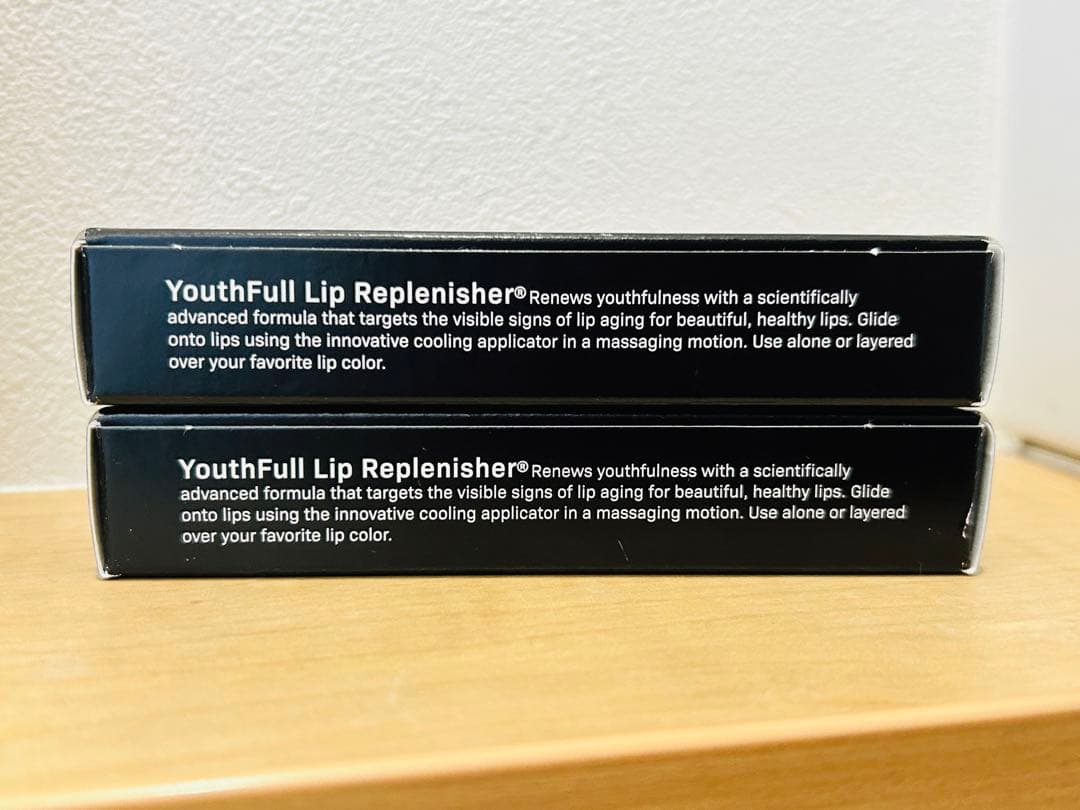 YouthFull Lip Replenisher® Renews youthfulness with a scientifically
advanced formula that targets the visible signs of lip aging for beautiful, healthy lips. Glide
onto lips using the innovative cooling applicator in a massaging motion. Use alone or layered
over your favorite lip color.
YouthFull Lip Replenisher® Renews youthfulness with a scientifically
advanced formula that targets the visible signs of lip aging for beautiful, healthy lips. Glide
onto lips using the innovative cooling applicator in a massaging motion. Use alone or layered
over your favorite lip color.